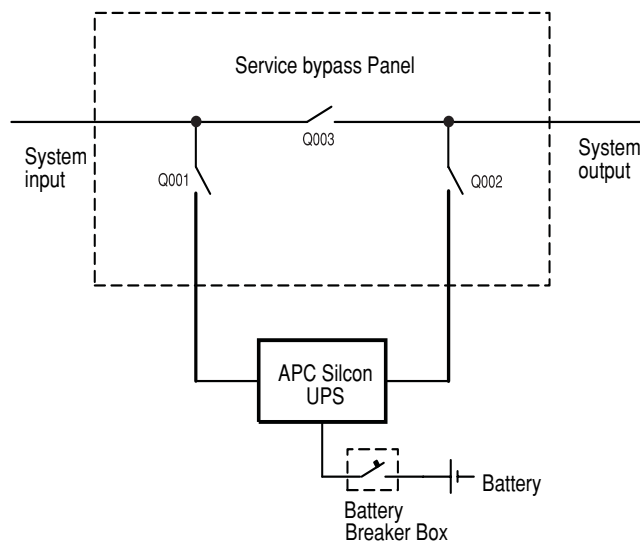 Service bypass Panel
System
input
Q003
System
output
Q001
Q002
APC Silcon
UPS
Battery
Battery
Breaker Box